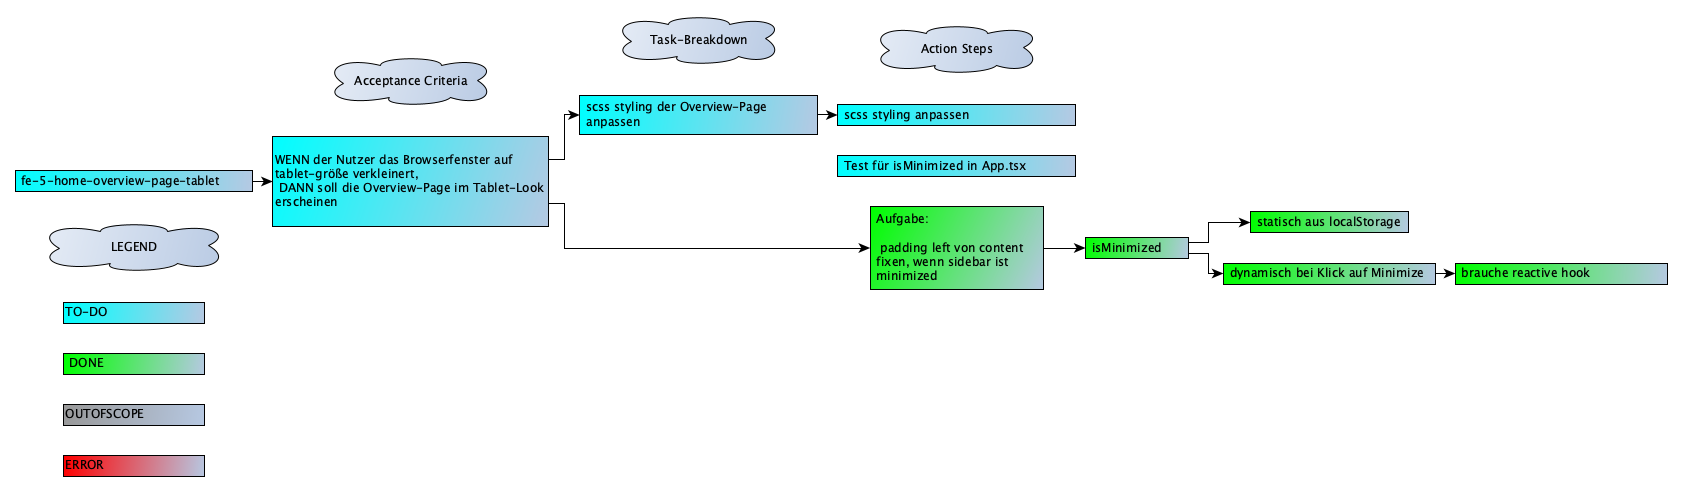 Task-Breakdown
Action Steps
Acceptance Criteria
scss styling der Overview-Page
anpassen
scss styling anpassen
WENN der Nutzer das Browserfenster auf
tablet-größe verkleinert,
DANN soll die Overview-Page im Tablet-Look
erscheinen
Test für isMinimized in App.tsx
fe-5-home-overview-page-tablet
Aufgabe:
padding left von content
fixen, wenn sidebar ist
minimized
isMinimized
statisch aus localStorage
dynamisch bei Klick auf Minimize
brauche reactive hook
LEGEND
TO-DO
DONE
OUTOFSCOPE
ERROR